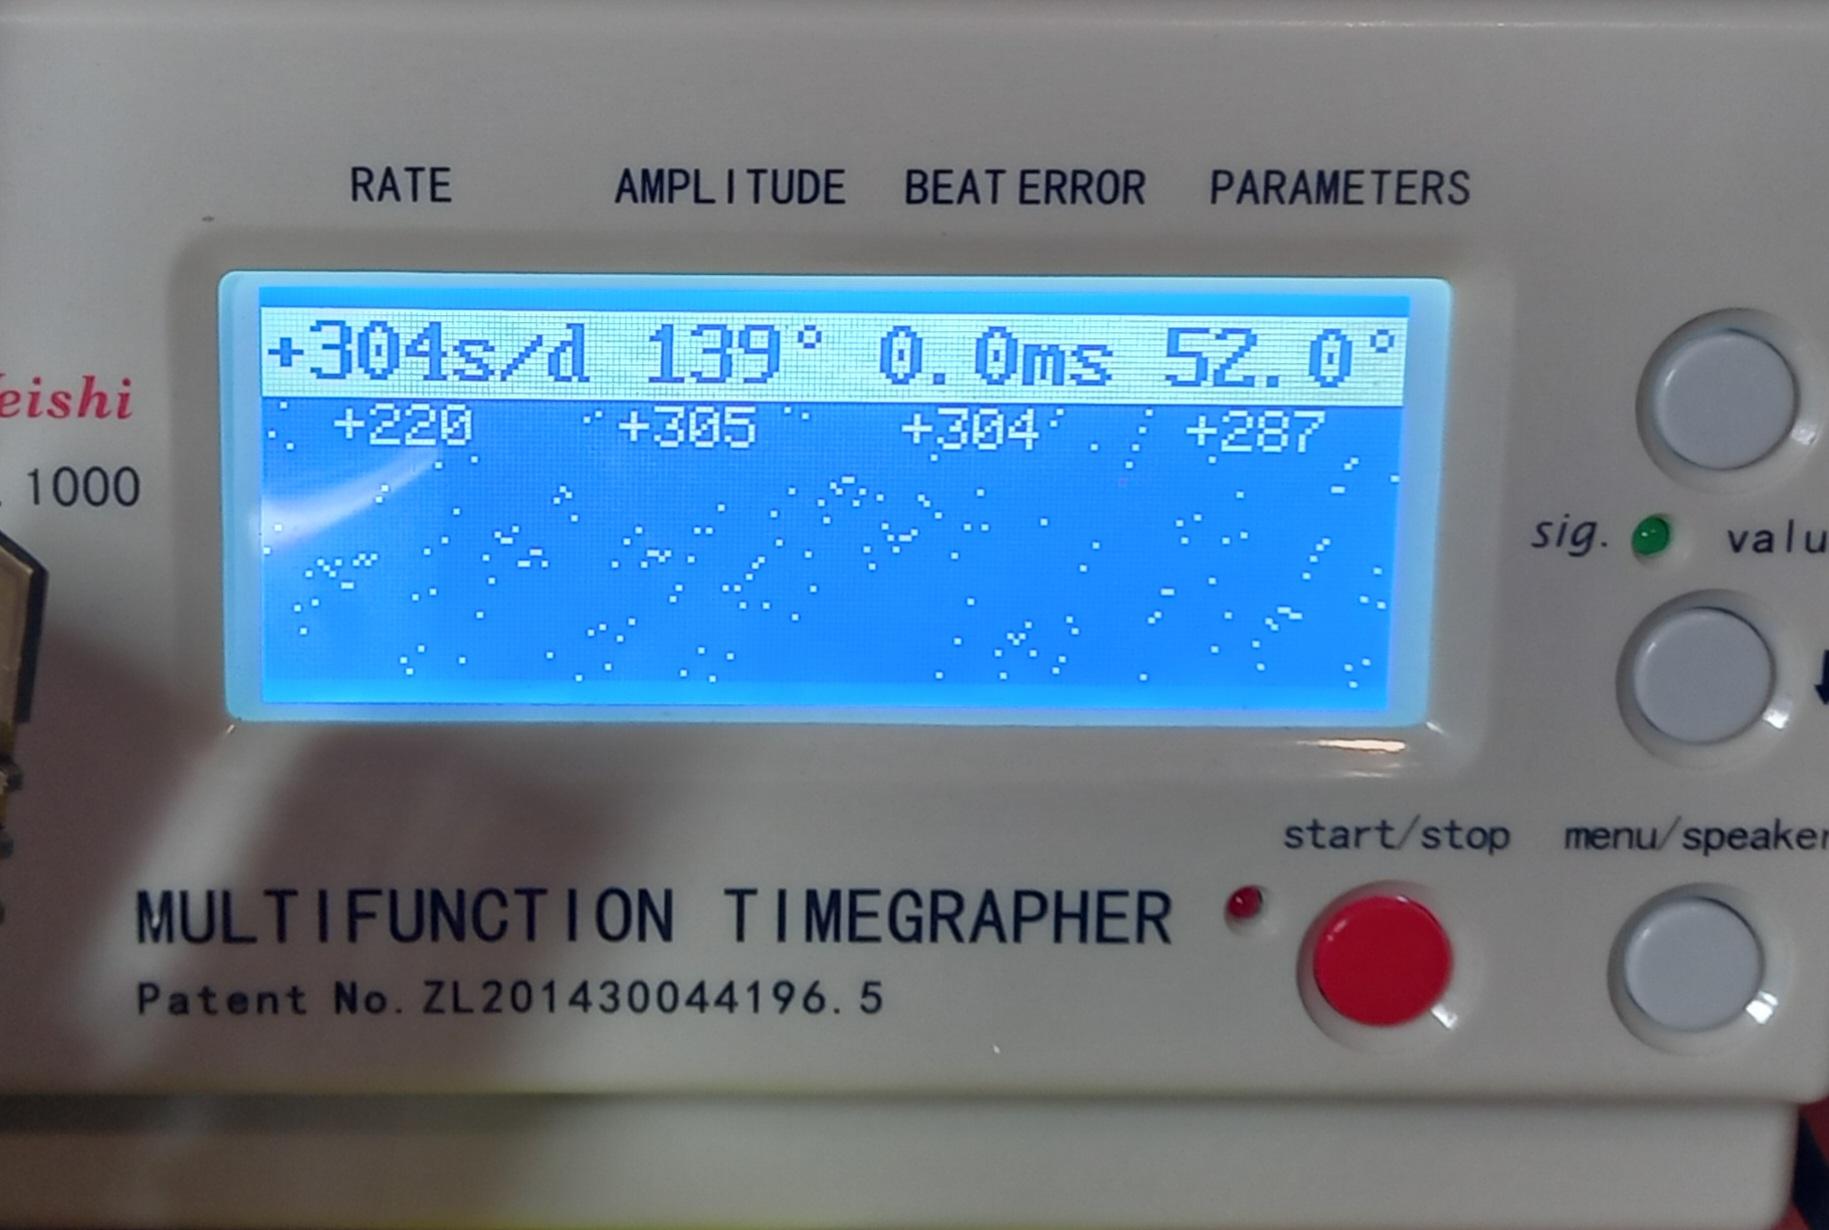 RATE AMPLITUDE BEAT ERROR PARAMETERS
+304s/d 139° 0.0ms 52.0°
+220 +305 +304 +287
eishi
1000
sig.
start/stop menu/speaker
MULTIFUNCTION TIMEGRAPHER
Patent No. ZL201430044196.5